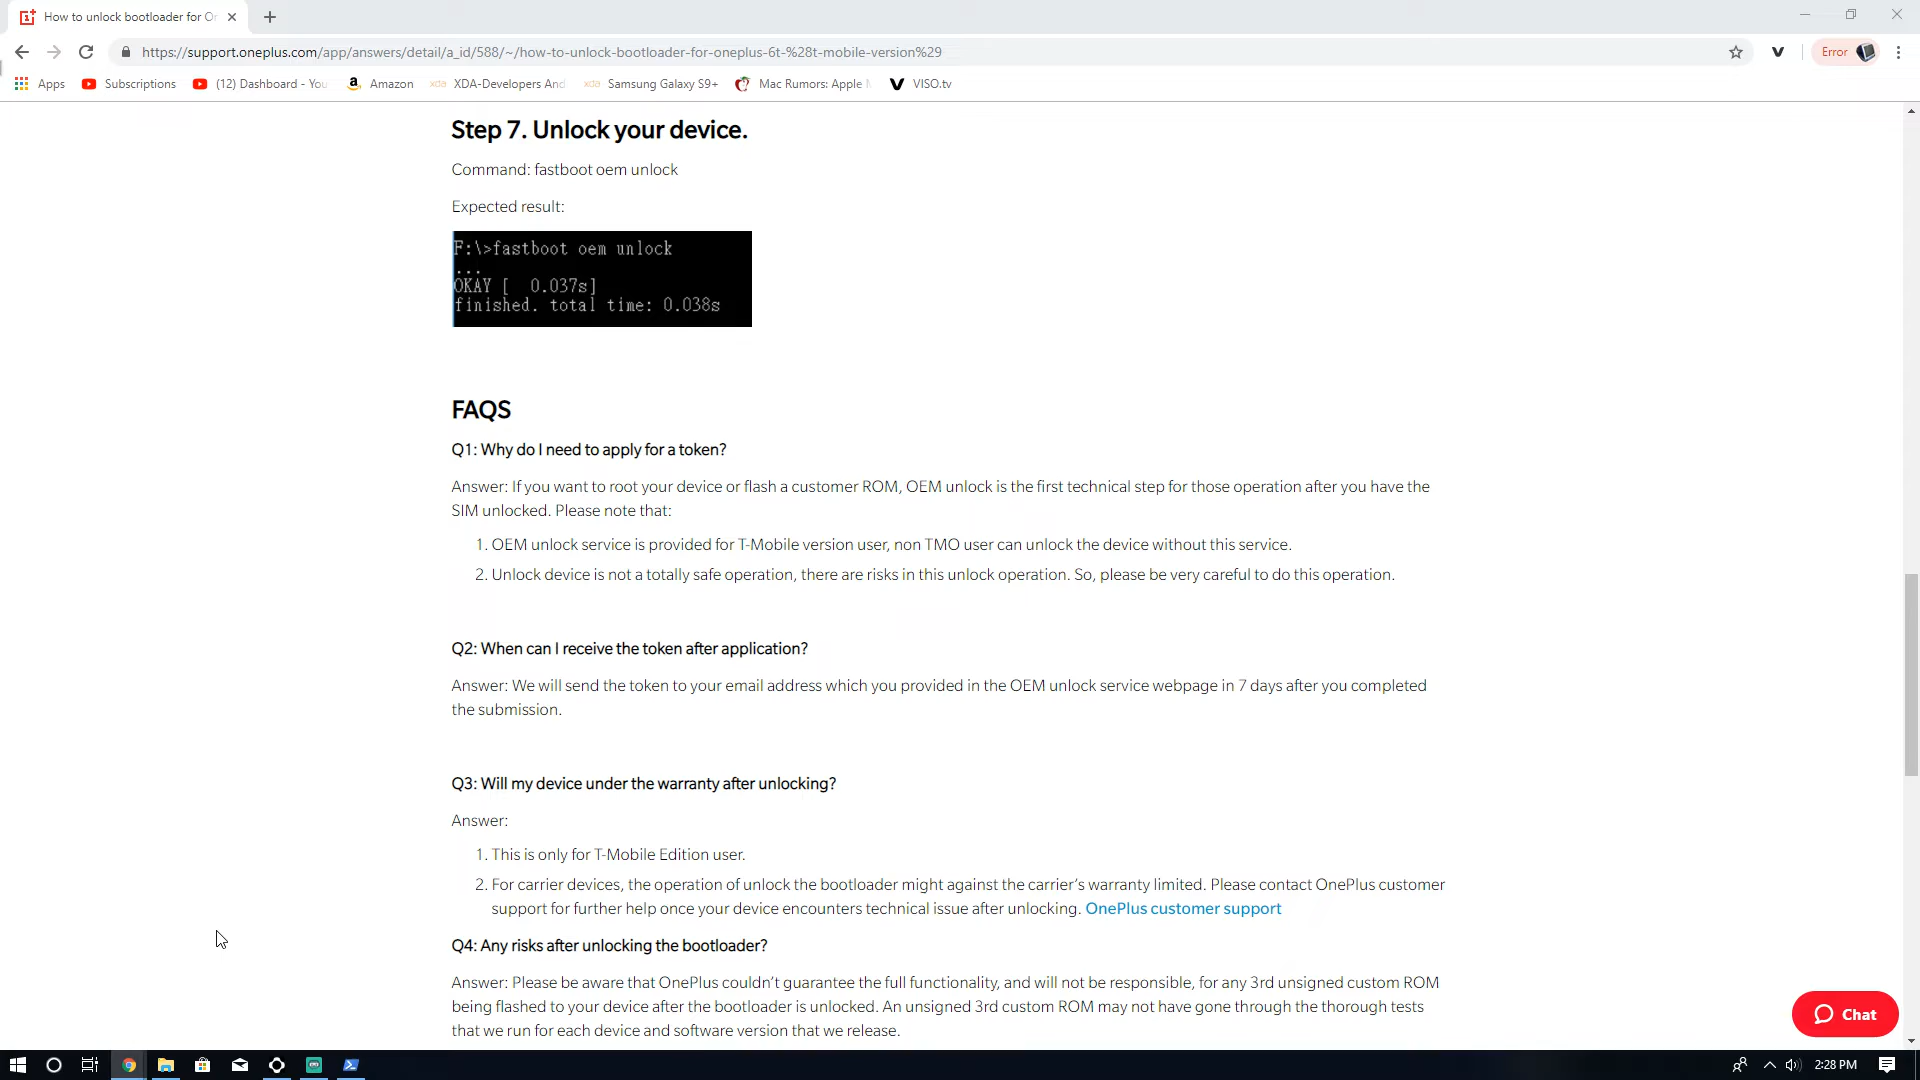 How to unlock bootloader for On
https://support.oneplus.com/app/answers/detail/a_id/588/~/how-to-unlock-bootloader-for-oneplus-6t-%28t-mobile-version%29
Error
Apps
Subscriptions
(12) Dashboard - You
Amazon
XDA-Developers And
Samsung Galaxy S9+
Mac Rumors: Apple
VISO.tv
Step 7. Unlock your device.
Command: fastboot oem unlock
Expected result:
F:\>fastboot oem unlock
...
OKAY [  0.037s]
finished. total time: 0.038s
FAQS
Q1: Why do I need to apply for a token?
Answer: If you want to root your device or flash a customer ROM, OEM unlock is the first technical step for those operation after you have the
SIM unlocked. Please note that:
1. OEM unlock service is provided for T-Mobile version user, non TMO user can unlock the device without this service.
2. Unlock device is not a totally safe operation, there are risks in this unlock operation. So, please be very careful to do this operation.
Q2: When can I receive the token after application?
Answer: We will send the token to your email address which you provided in the OEM unlock service webpage in 7 days after you completed
the submission.
Q3: Will my device under the warranty after unlocking?
Answer:
1. This is only for T-Mobile Edition user.
2. For carrier devices, the operation of unlock the bootloader might against the carrier's warranty limited. Please contact OnePlus customer
support for further help once your device encounters technical issue after unlocking. OnePlus customer support
Q4: Any risks after unlocking the bootloader?
Answer: Please be aware that OnePlus couldn't guarantee the full functionality, and will not be responsible, for any 3rd unsigned custom ROM
being flashed to your device after the bootloader is unlocked. An unsigned 3rd custom ROM may not have gone through the thorough tests
that we run for each device and software version that we release.
Chat
2:28 PM